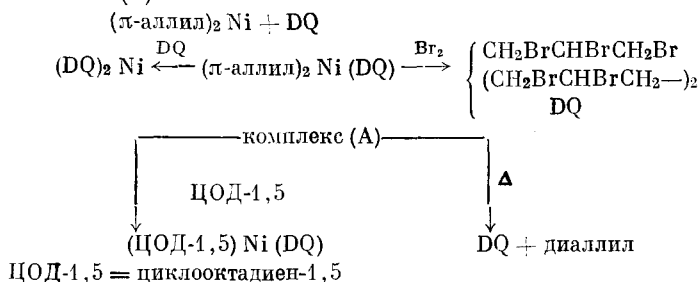 (π-аллил)₂ Ni + DQ
(DQ)₂ Ni ⟵ DQ (π-аллил)₂ Ni (DQ) ⟶ Br₂ { CH₂BrCHBrCH₂Br
(CH₂BrCHBrCH₂—)₂
DQ
комплекс (А)
ЦОД-1,5 Δ
(ЦОД-1,5) Ni (DQ) DQ + диаллил
ЦОД-1,5 = циклооктадиен-1,5